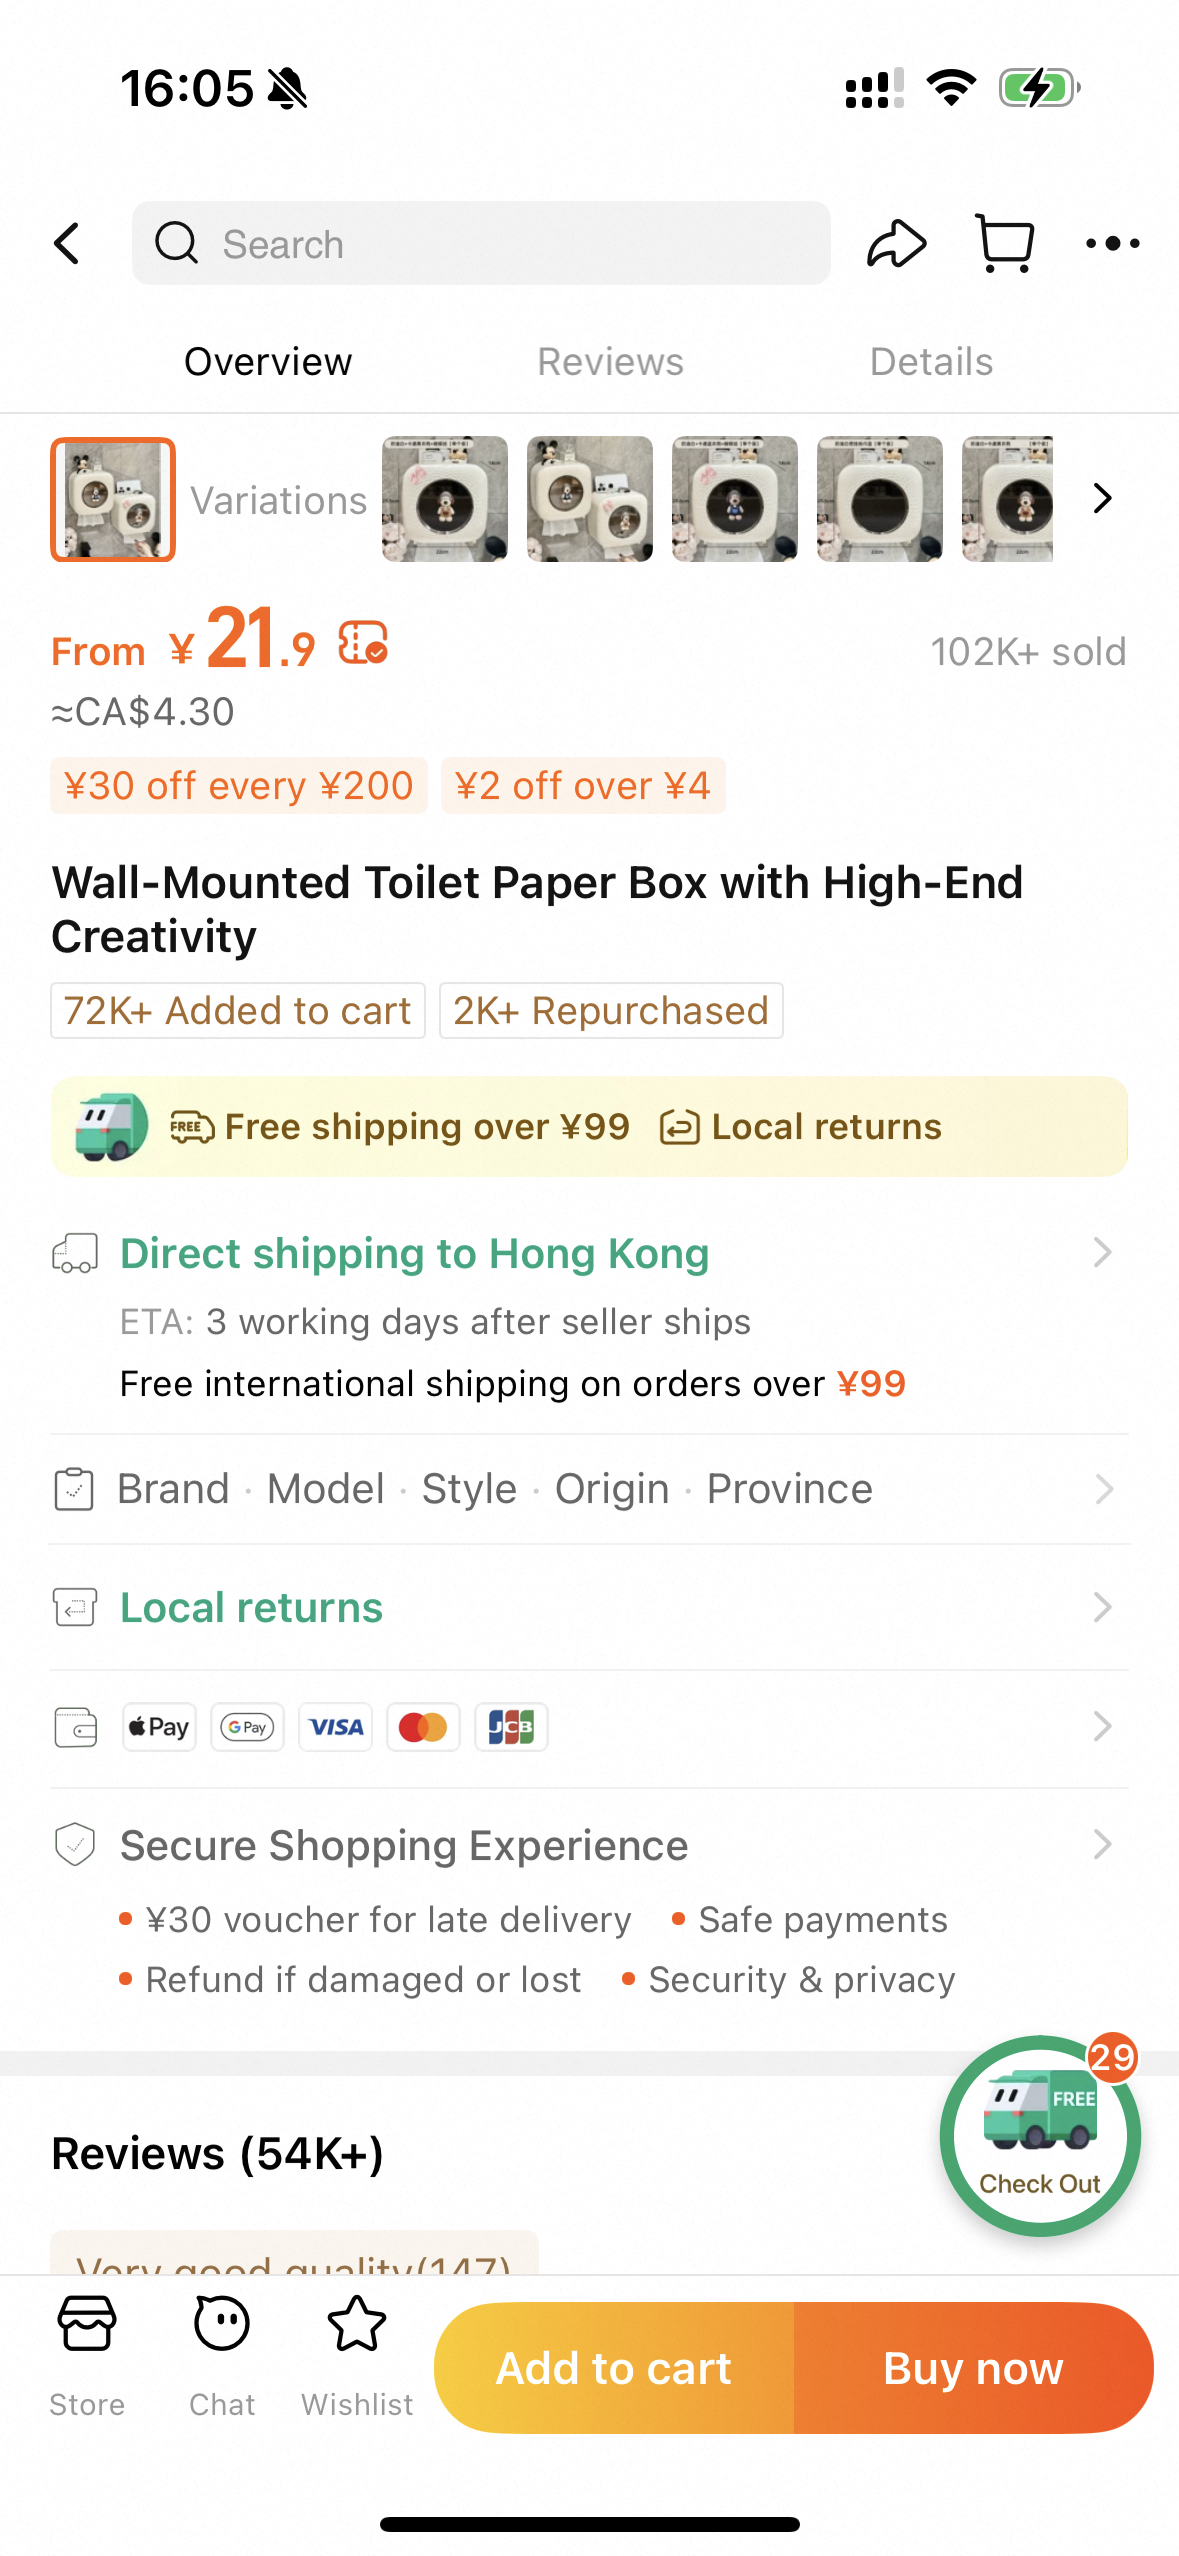 16:05
Search
Overview
Reviews
Details
Variations
From ¥ 21.9
102K+ sold
≈CA$4.30
¥30 off every ¥200
¥2 off over ¥4
Wall-Mounted Toilet Paper Box with High-End
Creativity
72K+ Added to cart
2K+ Repurchased
FREE Free shipping over ¥99
Local returns
Direct shipping to Hong Kong
ETA: 3 working days after seller ships
Free international shipping on orders over ¥99
Brand · Model · Style · Origin · Province
Local returns
Pay
G Pay
VISA
JCB
Secure Shopping Experience
¥30 voucher for late delivery
Safe payments
Refund if damaged or lost
Security & privacy
29
FREE
Check Out
Reviews (54K+)
Very good quality(147)
Store
Chat
Wishlist
Add to cart
Buy now